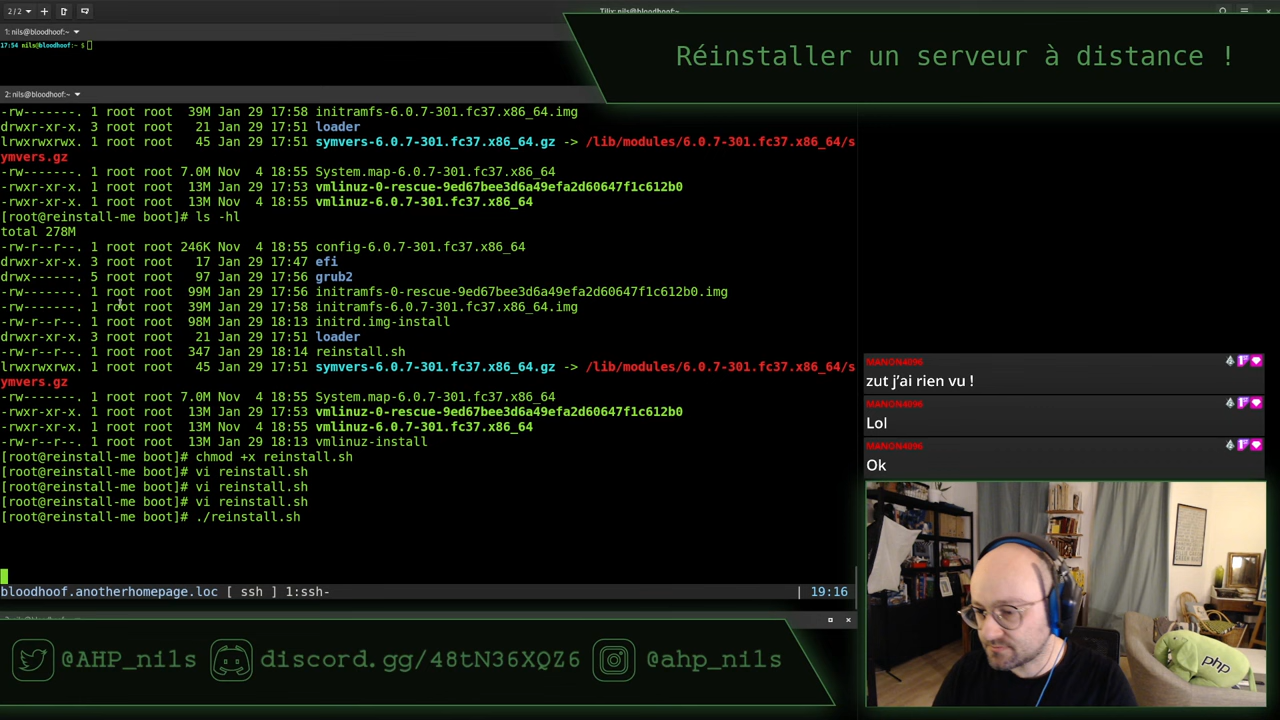 2/2
Tilix: nils@bloodhoof:~
1: nils@bloodhoof:~
17:54 nils@bloodhoof:~ $
Réinstaller un serveur à distance !
2: nils@bloodhoof:~
-rw-------. 1 root root  39M Jan 29 17:58 initramfs-6.0.7-301.fc37.x86_64.img
drwxr-xr-x. 3 root root   21 Jan 29 17:51 loader
lrwxrwxrwx. 1 root root   45 Jan 29 17:51 symvers-6.0.7-301.fc37.x86_64.gz -> /lib/modules/6.0.7-301.fc37.x86_64/s
ymvers.gz
-rw-------. 1 root root 7.0M Nov  4 18:55 System.map-6.0.7-301.fc37.x86_64
-rwxr-xr-x. 1 root root  13M Jan 29 17:53 vmlinuz-0-rescue-9ed67bee3d6a49efa2d60647f1c612b0
-rwxr-xr-x. 1 root root  13M Nov  4 18:55 vmlinuz-6.0.7-301.fc37.x86_64
[root@reinstall-me boot]# ls -hl
total 278M
-rw-r--r--. 1 root root 246K Nov  4 18:55 config-6.0.7-301.fc37.x86_64
drwxr-xr-x. 3 root root   17 Jan 29 17:47 efi
drwx------. 5 root root   97 Jan 29 17:56 grub2
-rw-------. 1 root root  99M Jan 29 17:56 initramfs-0-rescue-9ed67bee3d6a49efa2d60647f1c612b0.img
-rw-------. 1 root root  39M Jan 29 17:58 initramfs-6.0.7-301.fc37.x86_64.img
-rw-r--r--. 1 root root  98M Jan 29 18:13 initrd.img-install
drwxr-xr-x. 3 root root   21 Jan 29 17:51 loader
-rw-r--r--. 1 root root  347 Jan 29 18:14 reinstall.sh
lrwxrwxrwx. 1 root root   45 Jan 29 17:51 symvers-6.0.7-301.fc37.x86_64.gz -> /lib/modules/6.0.7-301.fc37.x86_64/s
ymvers.gz
-rw-------. 1 root root 7.0M Nov  4 18:55 System.map-6.0.7-301.fc37.x86_64
-rwxr-xr-x. 1 root root  13M Jan 29 17:53 vmlinuz-0-rescue-9ed67bee3d6a49efa2d60647f1c612b0
-rwxr-xr-x. 1 root root  13M Nov  4 18:55 vmlinuz-6.0.7-301.fc37.x86_64
-rw-r--r--. 1 root root  13M Jan 29 18:13 vmlinuz-install
[root@reinstall-me boot]# chmod +x reinstall.sh
[root@reinstall-me boot]# vi reinstall.sh
[root@reinstall-me boot]# vi reinstall.sh
[root@reinstall-me boot]# vi reinstall.sh
[root@reinstall-me boot]# ./reinstall.sh
bloodhoof.anotherhomepage.loc [ ssh ] 1:ssh- | 19:16
MANON4096
zut j'ai rien vu !
MANON4096
Lol
MANON4096
Ok
@AHP_nils discord.gg/48tN36XQZ6 @ahp_nils
php